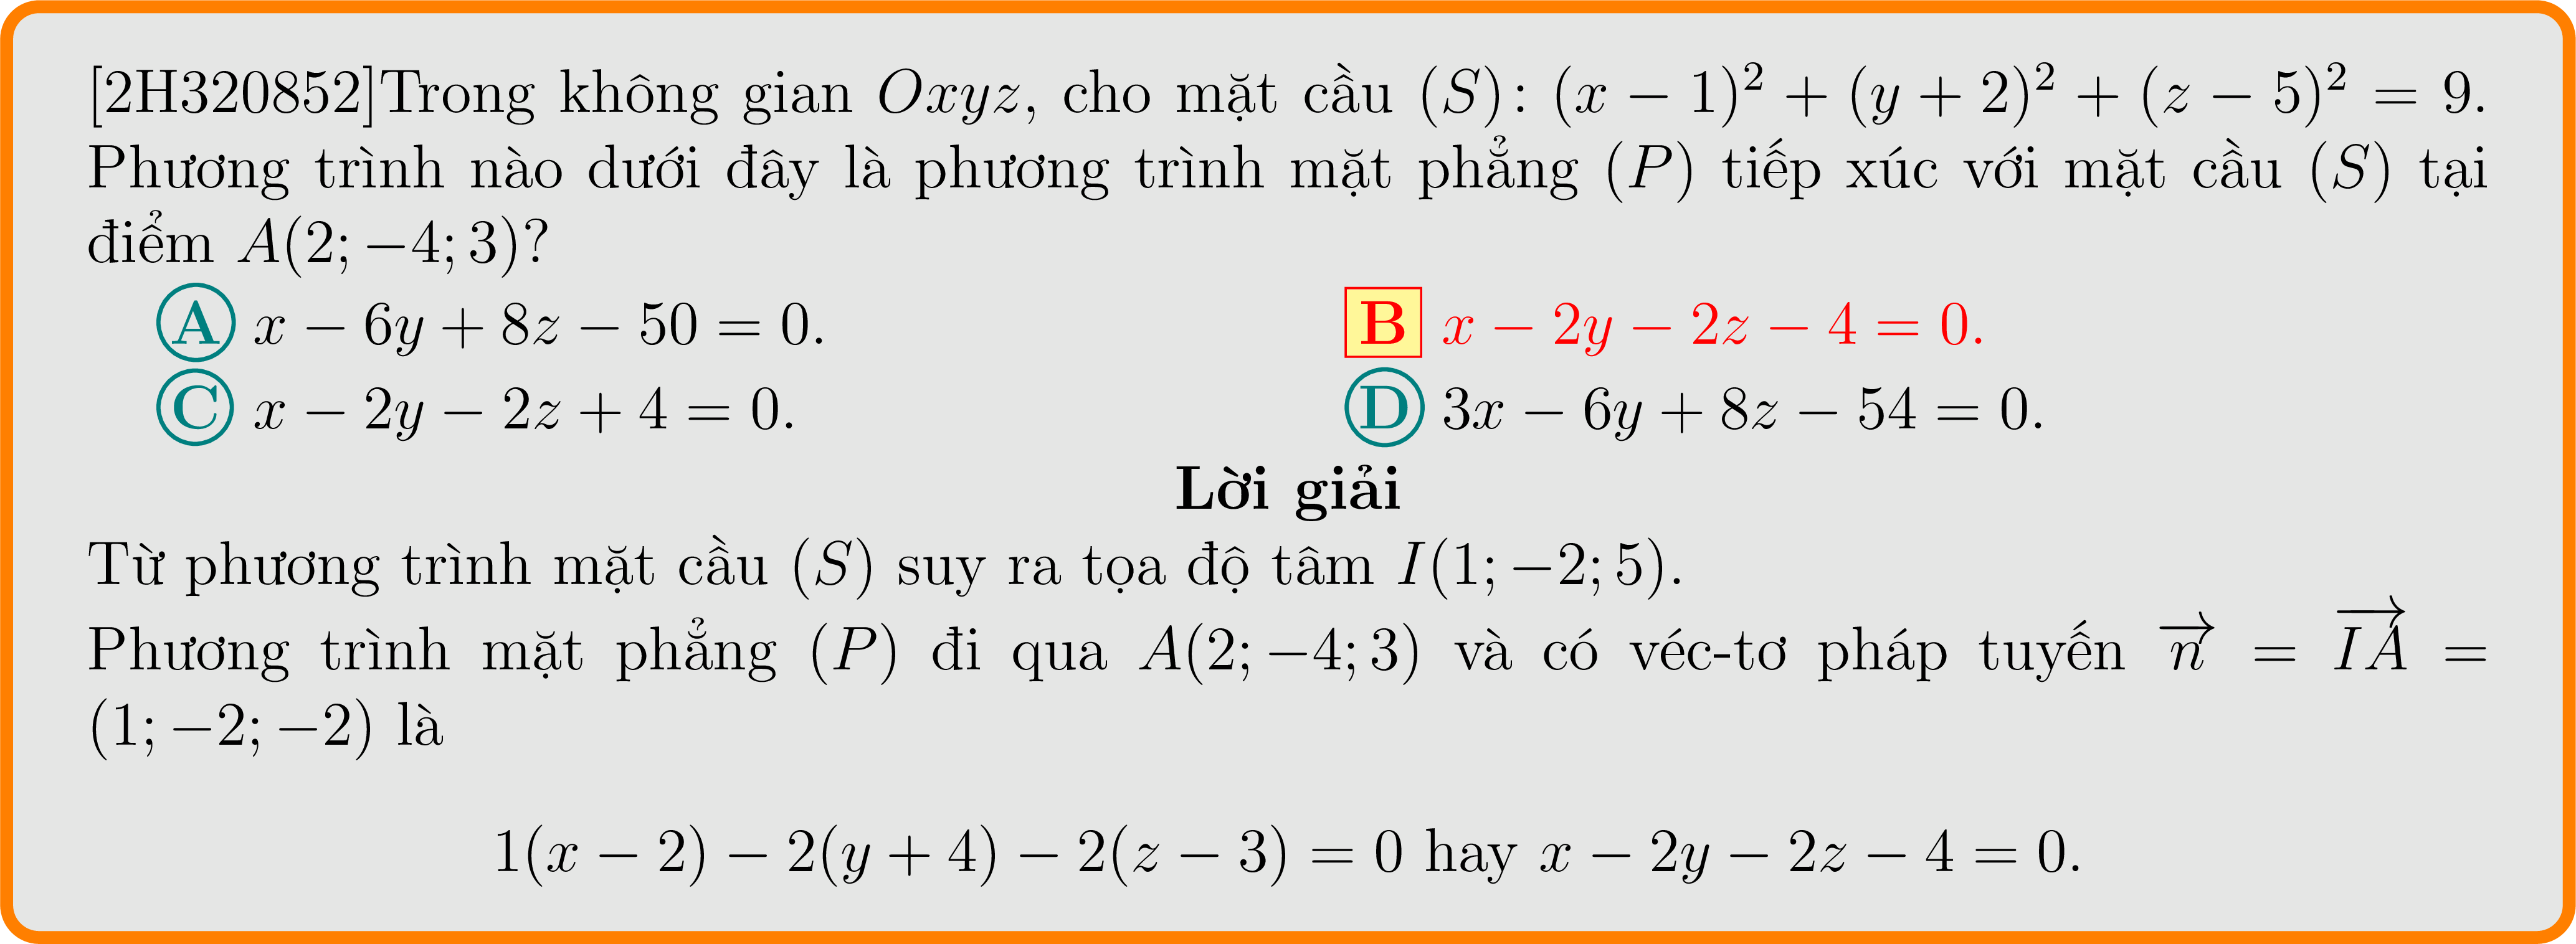 [2H320852]Trong không gian Oxyz, cho mặt cầu (S): (x − 1)² + (y + 2)² + (z − 5)² = 9.
Phương trình nào dưới đây là phương trình mặt phẳng (P) tiếp xúc với mặt cầu (S) tại
điểm A(2; −4; 3)?
A x − 6y + 8z − 50 = 0. B x − 2y − 2z − 4 = 0.
C x − 2y − 2z + 4 = 0. D 3x − 6y + 8z − 54 = 0.
Lời giải
Từ phương trình mặt cầu (S) suy ra tọa độ tâm I(1; −2; 5).
Phương trình mặt phẳng (P) đi qua A(2; −4; 3) và có véc-tơ pháp tuyến n⃗ = I⃗A⃗ =
(1; −2; −2) là
1(x − 2) − 2(y + 4) − 2(z − 3) = 0 hay x − 2y − 2z − 4 = 0.